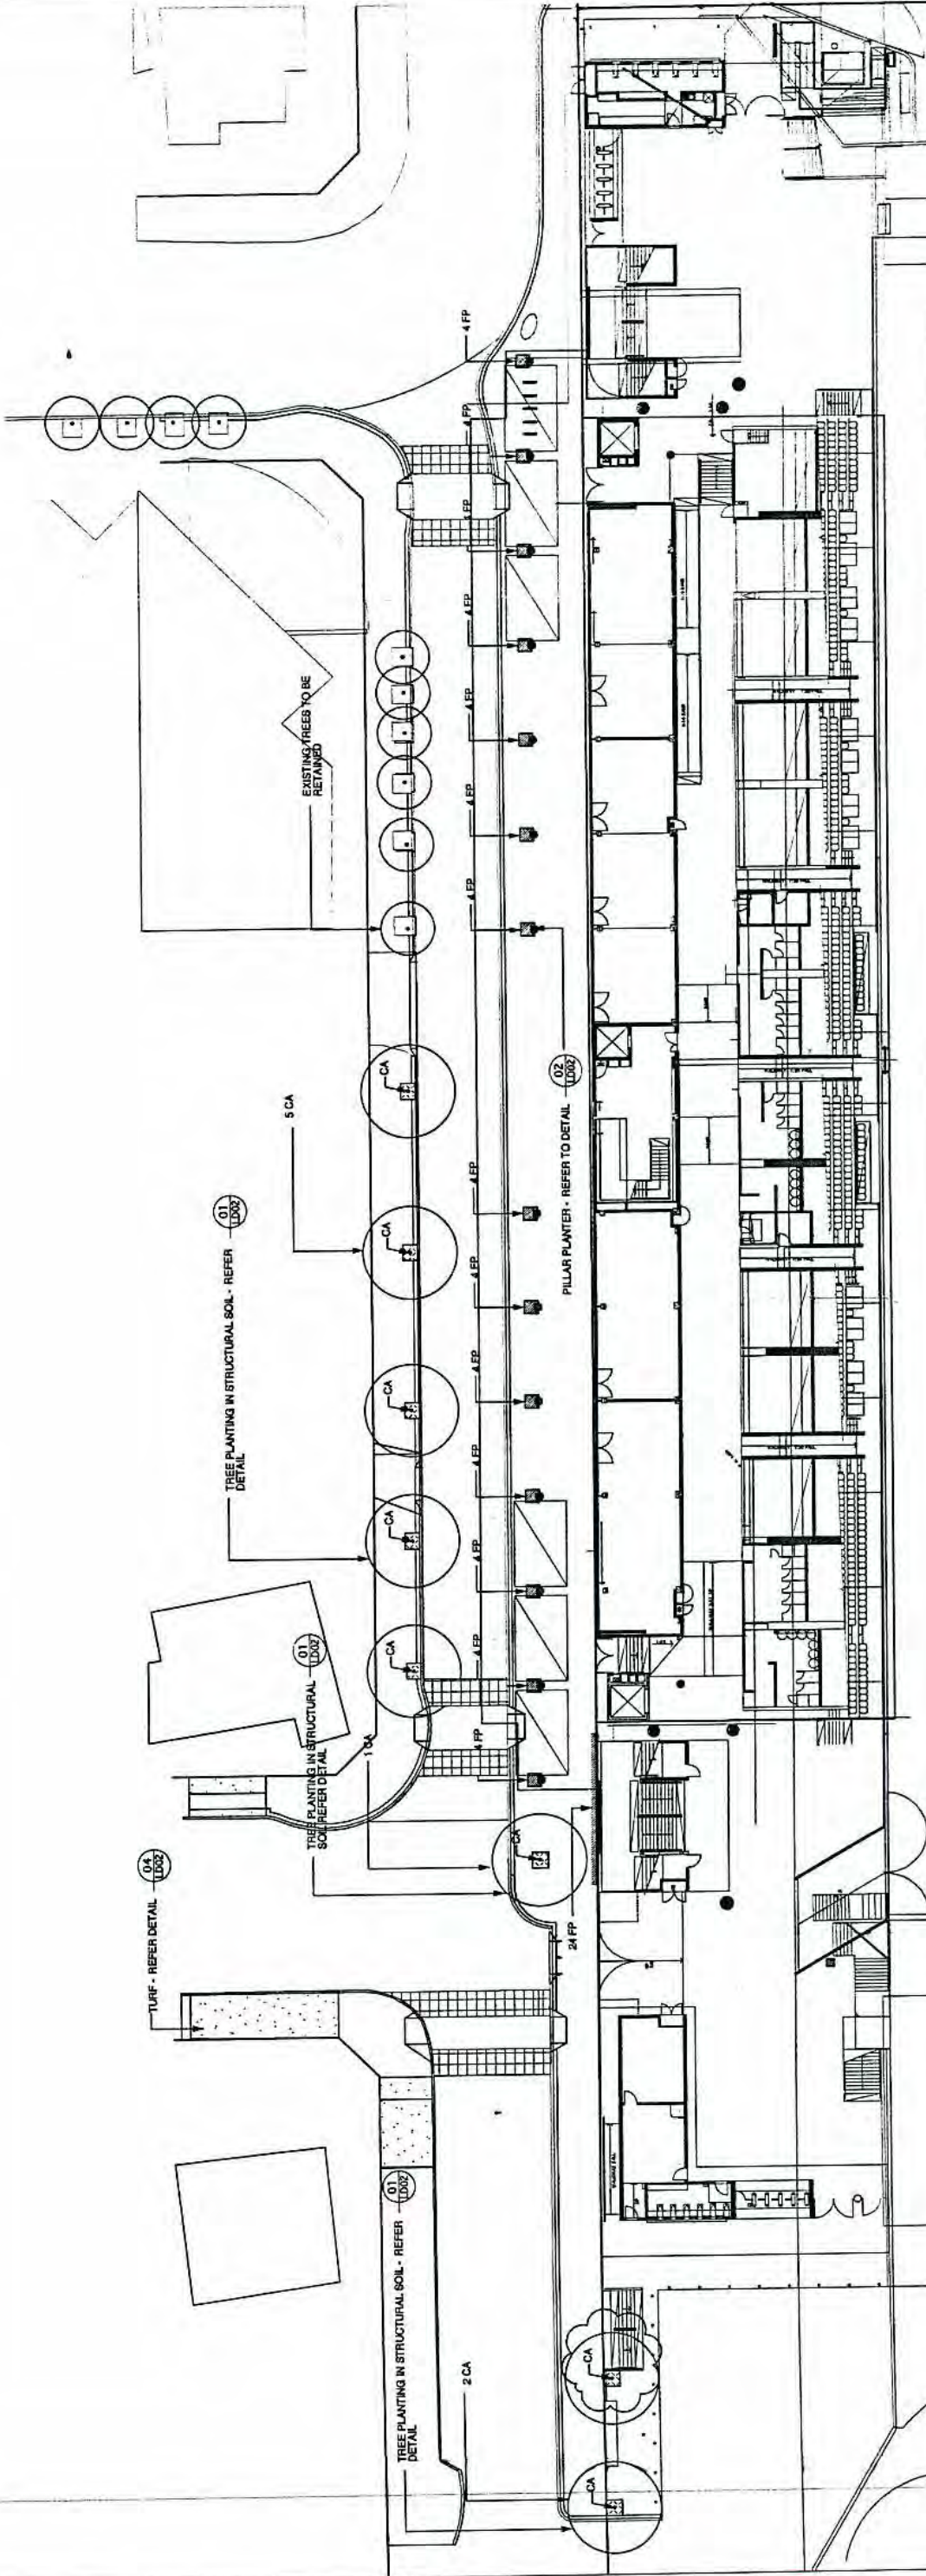 4 FP
4 FP
4 FP
4 FP
4 FP
4 FP
4 FP
EXISTING TREES TO BE
RETAINED
CA
5 CA
02
LD02
PILLAR PLANTER - REFER TO DETAIL
CA
01
LD02
TREE PLANTING IN STRUCTURAL SOIL - REFER
DETAIL
4 FP
4 FP
CA
4 FP
CA
4 FP
4 FP
CA
4 FP
01
LD02
TREE PLANTING IN STRUCTURAL
SOIL REFER DETAIL
1 CA
4 FP
CA
24 FP
04
LD02
TURF - REFER DETAIL
01
LD02
TREE PLANTING IN STRUCTURAL SOIL - REFER
DETAIL
2 CA
CA
CA